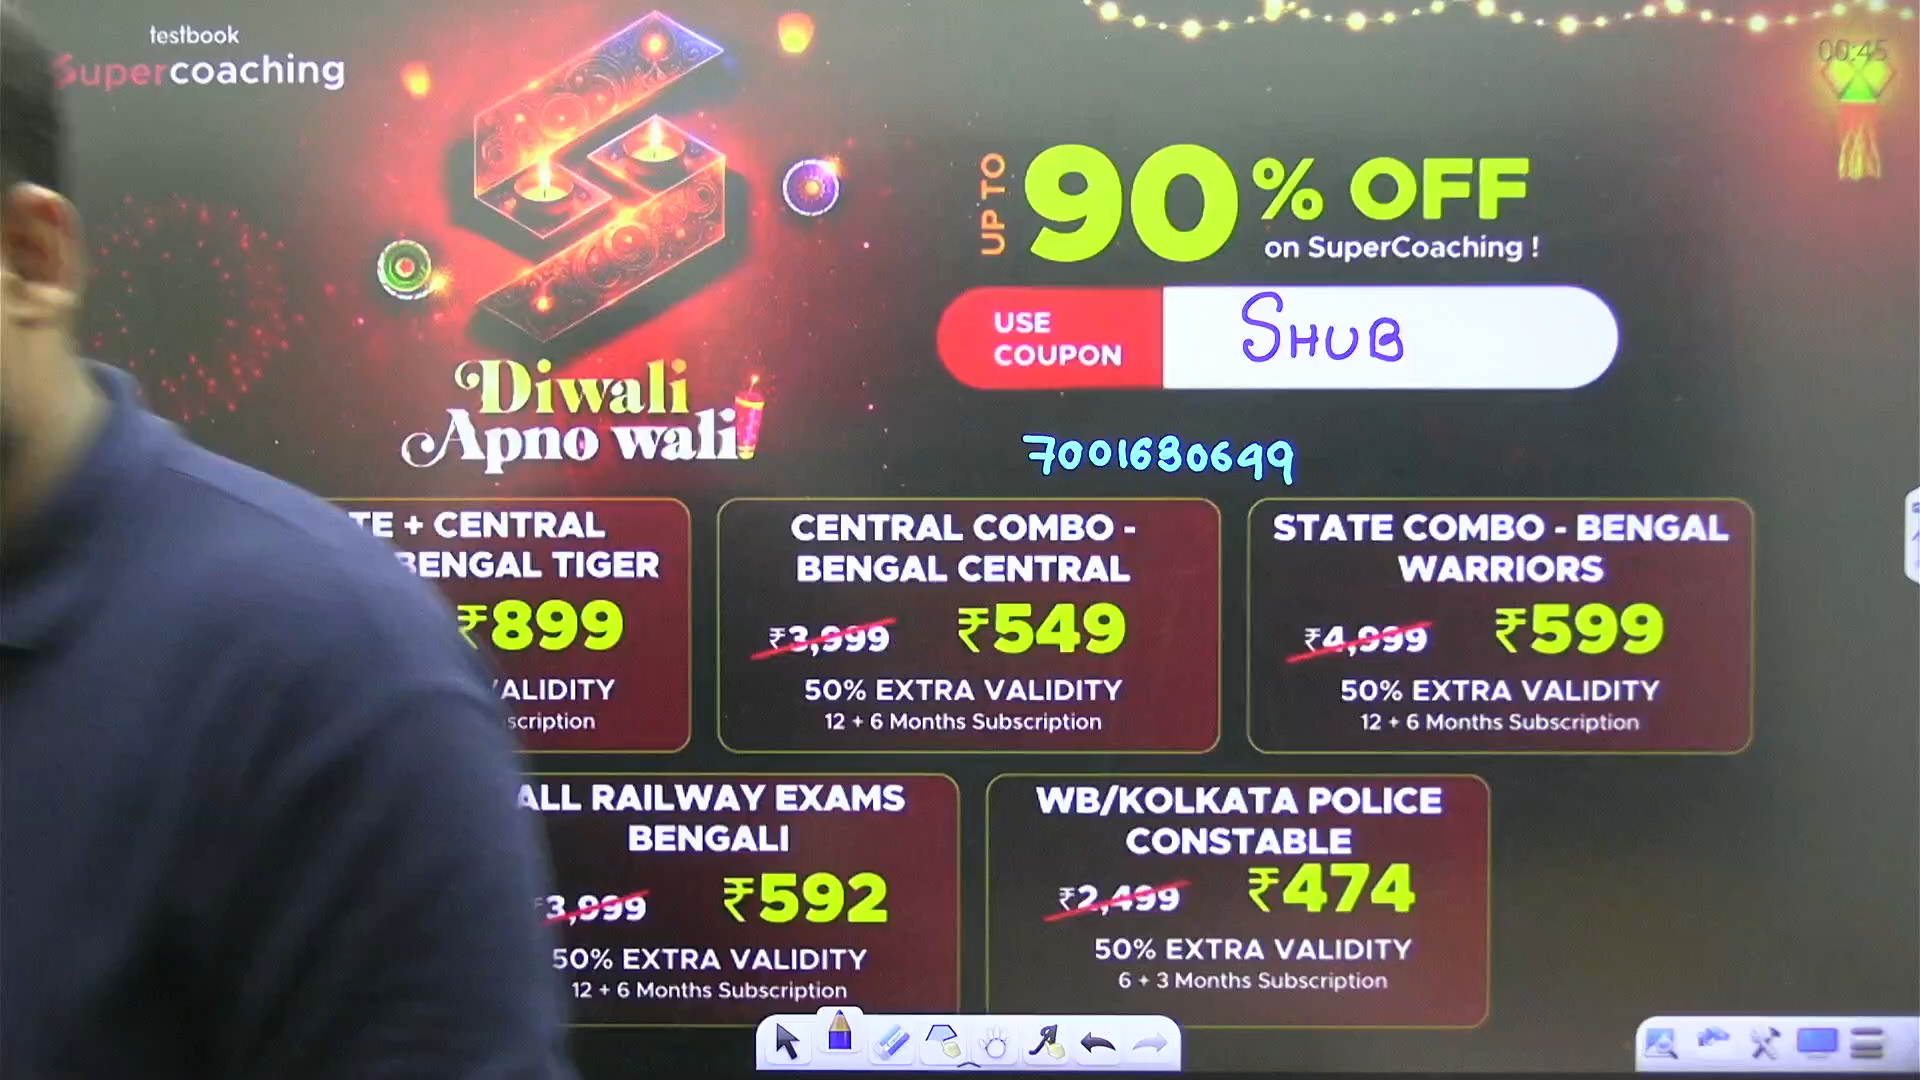 testbook
Supercoaching
00:45
UP TO
90% OFF
on SuperCoaching !
USE
COUPON
SHUB
Diwali
Apno wali
7001630649
+ CENTRAL
BENGAL TIGER
₹899
scription
CENTRAL COMBO -
BENGAL CENTRAL
₹3,999 ₹549
50% EXTRA VALIDITY
12 + 6 Months Subscription
STATE COMBO - BENGAL
WARRIORS
₹4,999 ₹599
50% EXTRA VALIDITY
12 + 6 Months Subscription
ALL RAILWAY EXAMS
BENGALI
₹3,999 ₹592
50% EXTRA VALIDITY
12 + 6 Months Subscription
WB/KOLKATA POLICE
CONSTABLE
₹2,499 ₹474
50% EXTRA VALIDITY
6 + 3 Months Subscription